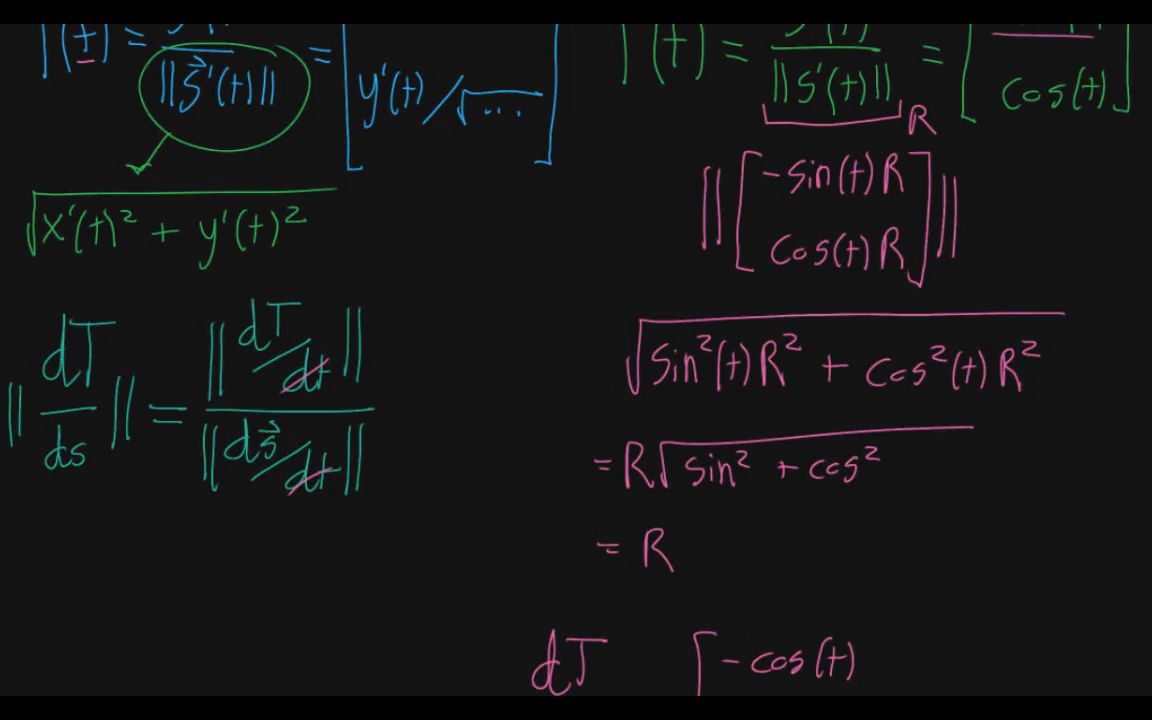 T(t) = s'(t) / ||s⃗'(t)|| = [ y'(t)/√... ]
√x'(t)² + y'(t)²
||dT/ds|| = ||dT/dt|| / ||ds⃗/dt||
T(t) = s'(t) / ||s'(t)|| = [ cos(t) ]
R
|| [ -sin(t)R
cos(t)R ] ||
√sin²(t)R² + cos²(t)R²
= R√sin² + cos²
= R
dT [ -cos(t)